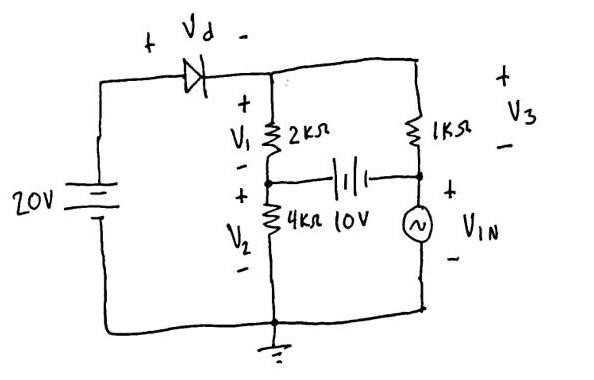 + Vd -
+
V1 2KΩ
-
+
V2 4KΩ
-
20V
10V
1KΩ
+
V3
-
+
VIN
-